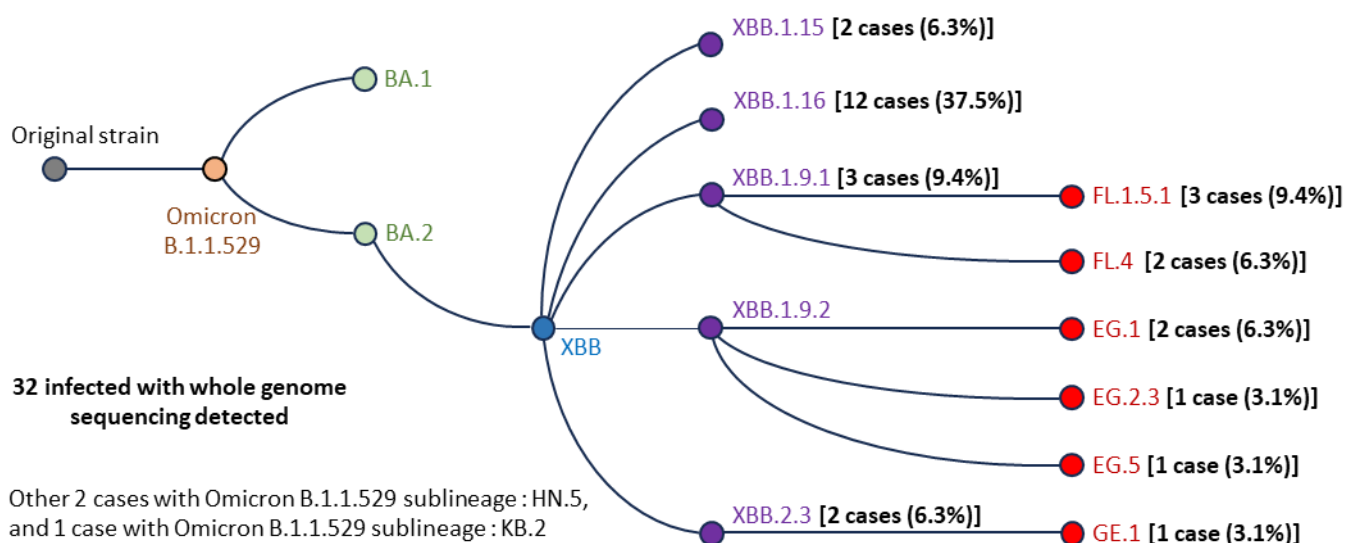 XBB.1.15 [2 cases (6.3%)]
BA.1
XBB.1.16 [12 cases (37.5%)]
Original strain
XBB.1.9.1 [3 cases (9.4%)]
FL.1.5.1 [3 cases (9.4%)]
Omicron
B.1.1.529
BA.2
FL.4 [2 cases (6.3%)]
XBB.1.9.2
EG.1 [2 cases (6.3%)]
XBB
32 infected with whole genome
sequencing detected
EG.2.3 [1 case (3.1%)]
EG.5 [1 case (3.1%)]
Other 2 cases with Omicron B.1.1.529 sublineage : HN.5,
and 1 case with Omicron B.1.1.529 sublineage : KB.2
XBB.2.3 [2 cases (6.3%)]
GE.1 [1 case (3.1%)]